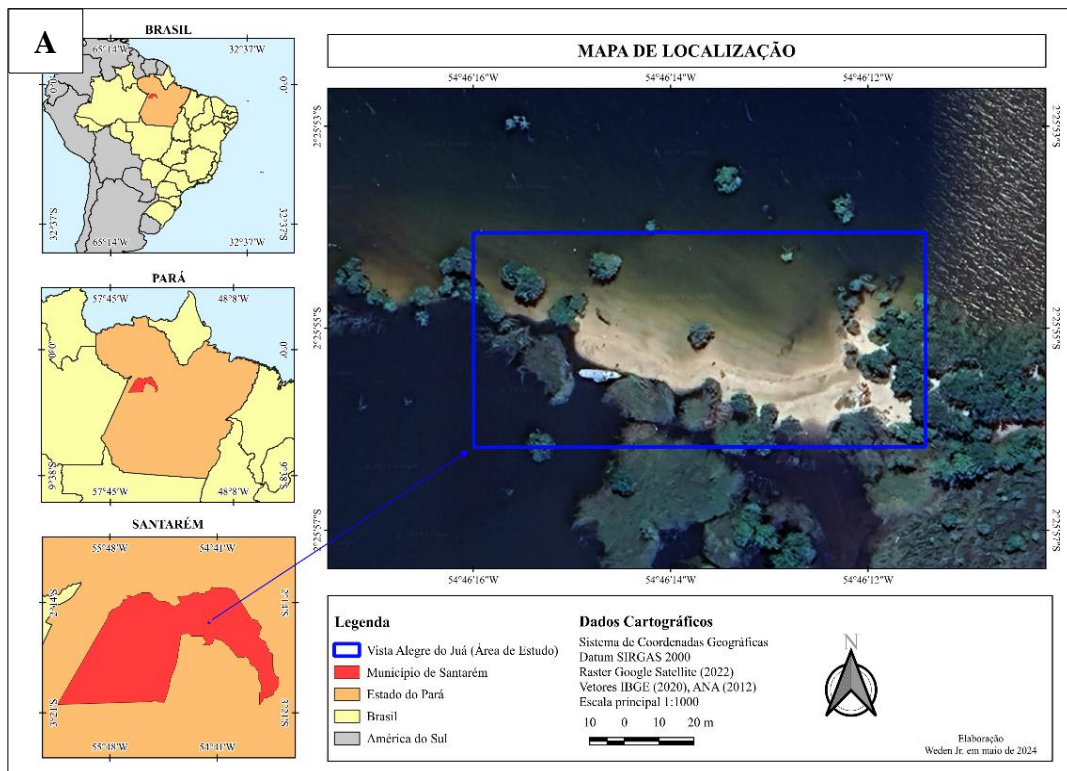 A
BRASIL
65°14'W 32°37'W
0°0' 0°0'
32°37'S 32°37'S
65°14'W 32°37'W
PARÁ
57°45'W 48°8'W
0°0' 0°0'
9°38'S 9°38'S
57°45'W 48°8'W
SANTARÉM
55°48'W 54°41'W
2°14'S 2°14'S
3°21'S 3°21'S
55°48'W 54°41'W
MAPA DE LOCALIZAÇÃO
54°46'16"W 54°46'14"W 54°46'12"W
2°25'53"S 2°25'53"S
2°25'55"S 2°25'55"S
2°25'57"S 2°25'57"S
54°46'16"W 54°46'14"W 54°46'12"W
Legenda
Vista Alegre do Juá (Área de Estudo)
Município de Santarém
Estado do Pará
Brasil
América do Sul
Dados Cartográficos
Sistema de Coordenadas Geográficas
Datum SIRGAS 2000
Raster Google Satellite (2022)
Vetores IBGE (2020), ANA (2012)
Escala principal 1:1000
10 0 10 20 m
N
Elaboração
Weden Jr. em maio de 2024